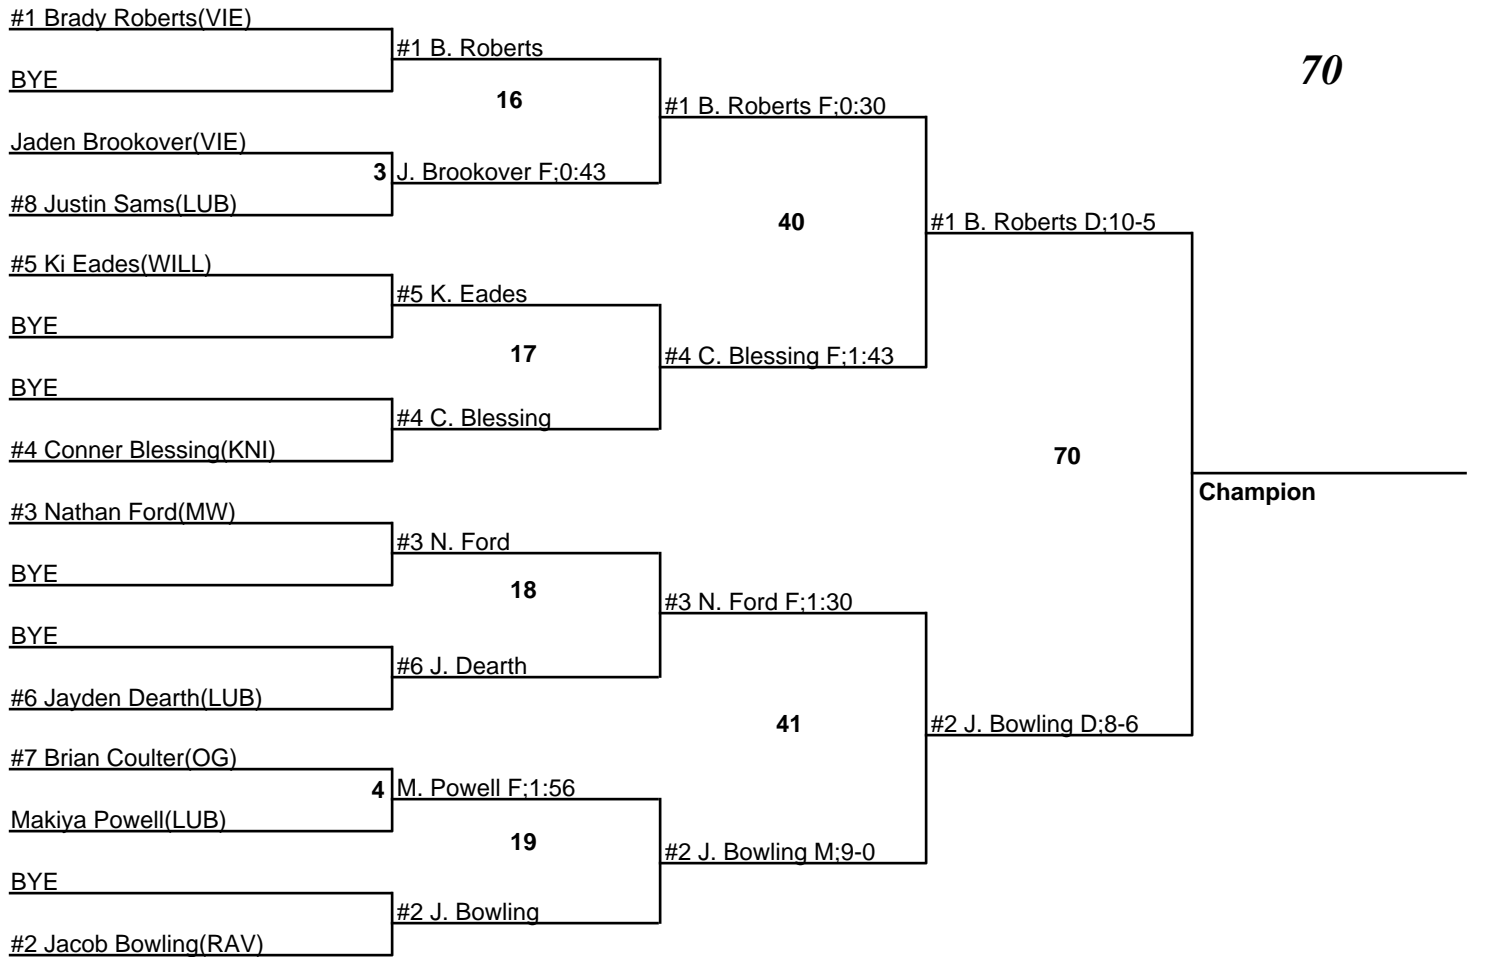 #1 Brady Roberts(VIE)
BYE
Jaden Brookover(VIE)
#8 Justin Sams(LUB)
#5 Ki Eades(WILL)
BYE
BYE
#4 Conner Blessing(KNI)
#3 Nathan Ford(MW)
BYE
BYE
#6 Jayden Dearth(LUB)
#7 Brian Coulter(OG)
Makiya Powell(LUB)
BYE
#2 Jacob Bowling(RAV)
#1 B. Roberts
16
3 J. Brookover F;0:43
#5 K. Eades
17
#4 C. Blessing
#3 N. Ford
18
#6 J. Dearth
4 M. Powell F;1:56
19
#2 J. Bowling
#1 B. Roberts F;0:30
40
#4 C. Blessing F;1:43
#3 N. Ford F;1:30
41
#2 J. Bowling M;9-0
#1 B. Roberts D;10-5
70
#2 J. Bowling D;8-6
70
Champion